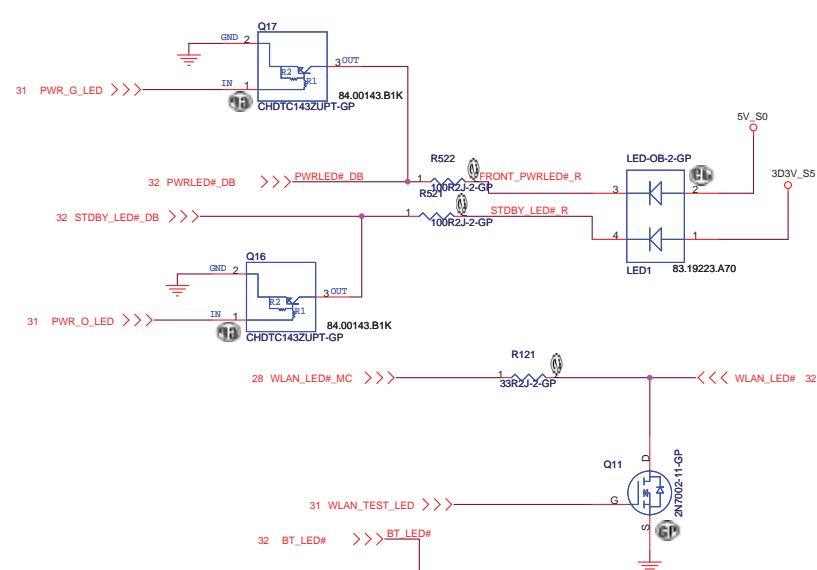 Q17
GND 2
3 OUT
R2
R1
IN 1
31 PWR_G_LED
84.00143.B1K
CHDTC143ZUPT-GP
5V_S0
R522
LED-OB-2-GP
3D3V_S5
32 PWRLED#_DB
PWRLED#_DB
1
FRONT_PWRLED#_R
100R2J-2-GP
3
2
R521
32 STDBY_LED#_DB
1
STDBY_LED#_R
100R2J-2-GP
4
1
Q16
LED1
83.19223.A70
GND 2
3 OUT
R2
R1
IN 1
31 PWR_O_LED
84.00143.B1K
CHDTC143ZUPT-GP
R121
28 WLAN_LED#_MC
1
33R2J-2-GP
WLAN_LED# 32
D
Q11
2N7002-11-GP
G
31 WLAN_TEST_LED
S
GP
32 BT_LED#
BT_LED#